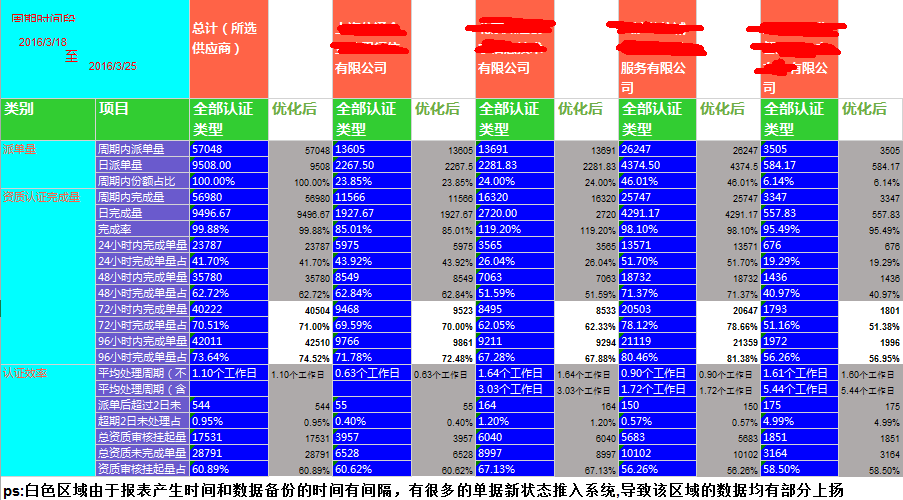 周期时间段
2016/3/18
至
2016/3/25
总计（所选供应商） 有限公司 有限公司 服务有限公司 有限公司
类别 项目 全部认证类型 优化后 全部认证类型 优化后 全部认证类型 优化后 全部认证类型 优化后 全部认证类型 优化后
派单量 周期内派单量 57048 57048 13605 13605 13691 13691 26247 26247 3505 3505
日派单量 9508.00 9508 2267.50 2267.5 2281.83 2281.83 4374.50 4374.5 584.17 584.17
周期内份额占比 100.00% 100.00% 23.85% 23.85% 24.00% 24.00% 46.01% 46.01% 6.14% 6.14%
资质认证完成量 周期内完成量 56980 56980 11566 11566 16320 16320 25747 25747 3347 3347
日完成量 9496.67 9496.67 1927.67 1927.67 2720.00 2720 4291.17 4291.17 557.83 557.83
完成率 99.88% 99.88% 85.01% 85.01% 119.20% 119.20% 98.10% 98.10% 95.49% 95.49%
24小时内完成单量 23787 23787 5975 5975 3565 3565 13571 13571 676 676
24小时完成单量占 41.70% 41.70% 43.92% 43.92% 26.04% 26.04% 51.70% 51.70% 19.29% 19.29%
48小时内完成单量 35780 35780 8549 8549 7063 7063 18732 18732 1436 1436
48小时完成单量占 62.72% 62.72% 62.84% 62.84% 51.59% 51.59% 71.37% 71.37% 40.97% 40.97%
72小时内完成单量 40222 40504 9468 9523 8495 8533 20503 20647 1793 1801
72小时完成单量占 70.51% 71.00% 69.59% 70.00% 62.05% 62.33% 78.12% 78.66% 51.16% 51.38%
96小时内完成单量 42011 42510 9766 9861 9211 9294 21119 21359 1972 1996
96小时完成单量占 73.64% 74.52% 71.78% 72.48% 67.28% 67.88% 80.46% 81.38% 56.26% 56.95%
认证效率 平均处理周期（不 1.10个工作日 1.10个工作日 0.63个工作日 0.63个工作日 1.64个工作日 1.64个工作日 0.90个工作日 0.90个工作日 1.61个工作日 1.60个工作日
平均处理周期（含 3.03个工作日 3.03个工作日 1.72个工作日 1.72个工作日 5.44个工作日 5.44个工作日
派单后超过2日未 544 544 55 55 164 164 150 150 175 175
超期2日未处理占 0.95% 0.95% 0.40% 0.40% 1.20% 1.20% 0.57% 0.57% 4.99% 4.99%
总资质审核挂起量 17531 17531 3957 3957 6040 6040 5683 5683 1851 1851
总资质未完成单量 28791 28791 6528 6528 8997 8997 10102 10102 3164 3164
资质审核挂起量占 60.89% 60.89% 60.62% 60.62% 67.13% 67.13% 56.26% 56.26% 58.50% 58.50%
ps:白色区域由于报表产生时间和数据备份的时间有间隔，有很多的单据新状态推入系统,导致该区域的数据均有部分上扬